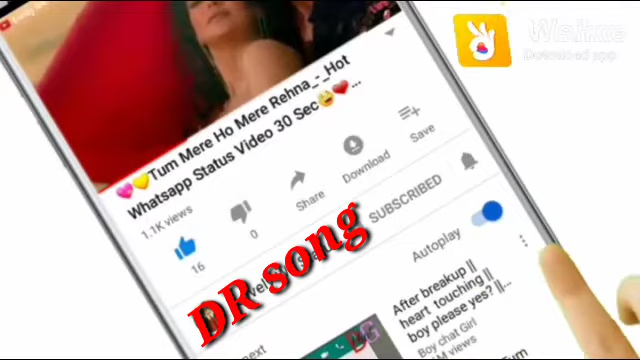 Download app
💕💛Tum Mere Ho Mere Rehna_-_Hot
Whatsapp Status Video 30 Sec😄❤...
1.1K views
16
0
Share
Download
Save
SUBSCRIBED
DR song
Autoplay
After breakup ||
heart touching ||
boy please yes? ||...
Boy chat Girl
views